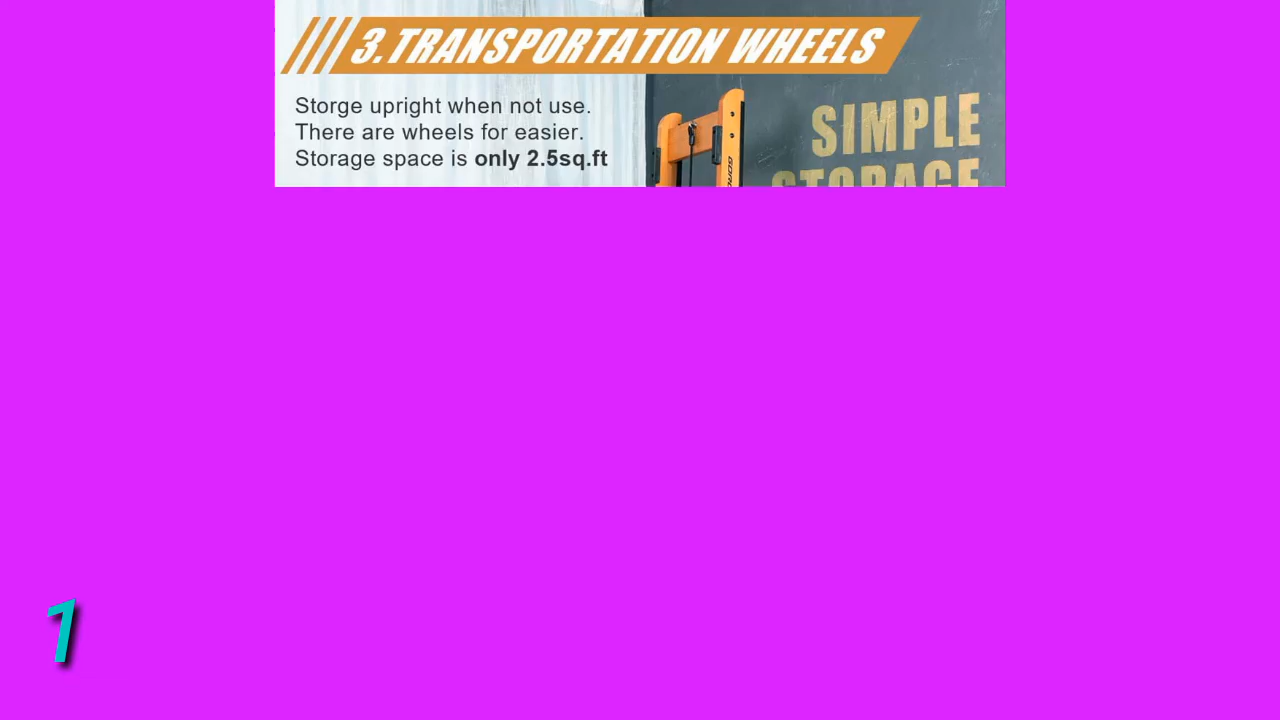 3.TRANSPORTATION WHEELS
Storge upright when not use.
There are wheels for easier.
Storage space is only 2.5sq.ft
SIMPLE
STORAGE
1